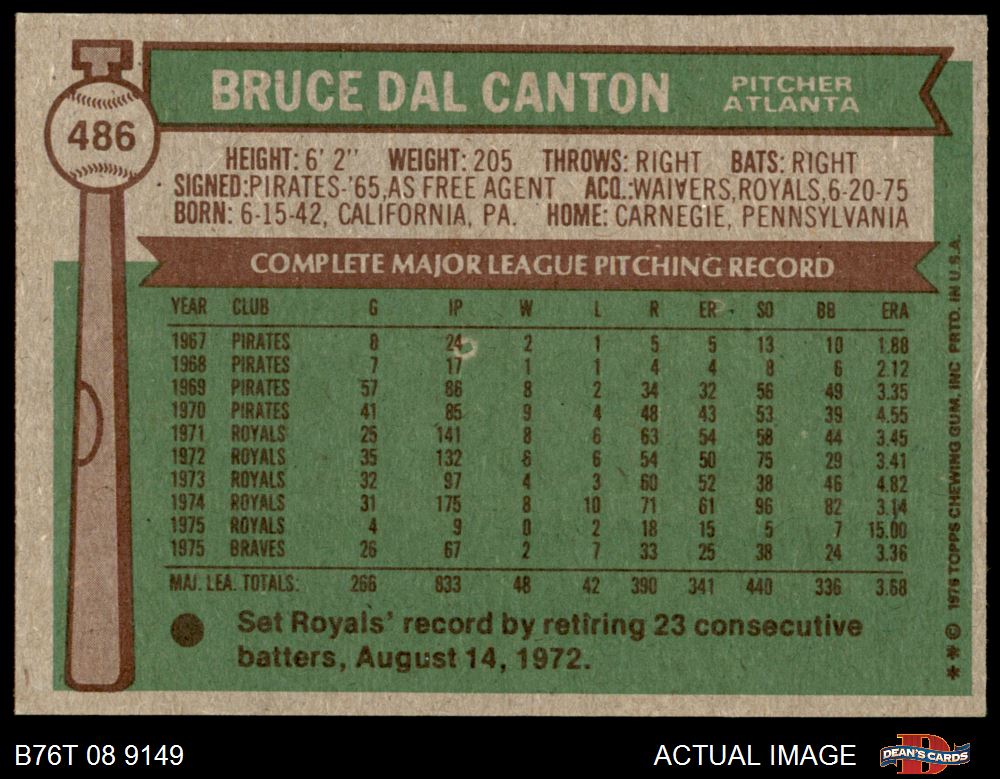 BRUCE DAL CANTON
PITCHER
ATLANTA
486
HEIGHT: 6' 2" WEIGHT: 205 THROWS: RIGHT BATS: RIGHT
SIGNED:PIRATES-'65,AS FREE AGENT ACQ.:WAIVERS,ROYALS,6-20-75
BORN: 6-15-42, CALIFORNIA, PA. HOME: CARNEGIE, PENNSYLVANIA
COMPLETE MAJOR LEAGUE PITCHING RECORD
YEAR CLUB G IP W L R ER SO BB ERA
1967 PIRATES 8 24 2 1 5 5 13 10 1.88
1968 PIRATES 7 17 1 1 4 4 8 6 2.12
1969 PIRATES 57 86 8 2 34 32 56 49 3.35
1970 PIRATES 41 85 9 4 48 43 53 39 4.55
1971 ROYALS 25 141 8 6 63 54 58 44 3.45
1972 ROYALS 35 132 6 6 54 50 75 29 3.41
1973 ROYALS 32 97 4 3 60 52 38 46 4.82
1974 ROYALS 31 175 8 10 71 61 96 82 3.14
1975 ROYALS 4 9 0 2 18 15 5 7 15.00
1975 BRAVES 26 67 2 7 33 25 38 24 3.36
MAJ. LEA. TOTALS: 266 833 48 42 390 341 440 336 3.68
Set Royals' record by retiring 23 consecutive
batters, August 14, 1972.
** © 1976 TOPPS CHEWING GUM, INC PRTD. IN U.S.A.
B76T 08 9149 ACTUAL IMAGE DEAN'S CARDS